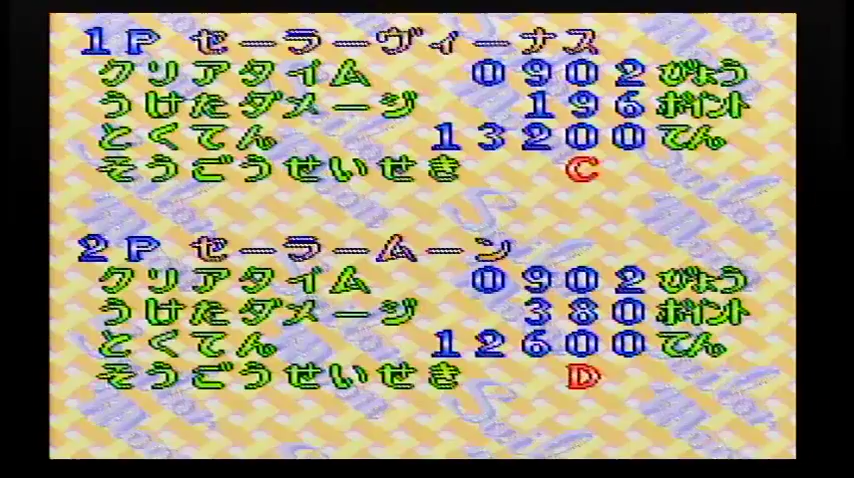 1P セーラーヴィーナス
クリアタイム 0902びょう
うけたダメージ 196ポイント
とくてん 13200てん
そうごうせいせき C
2P セーラームーン
クリアタイム 0902びょう
うけたダメージ 380ポイント
とくてん 12600てん
そうごうせいせき D